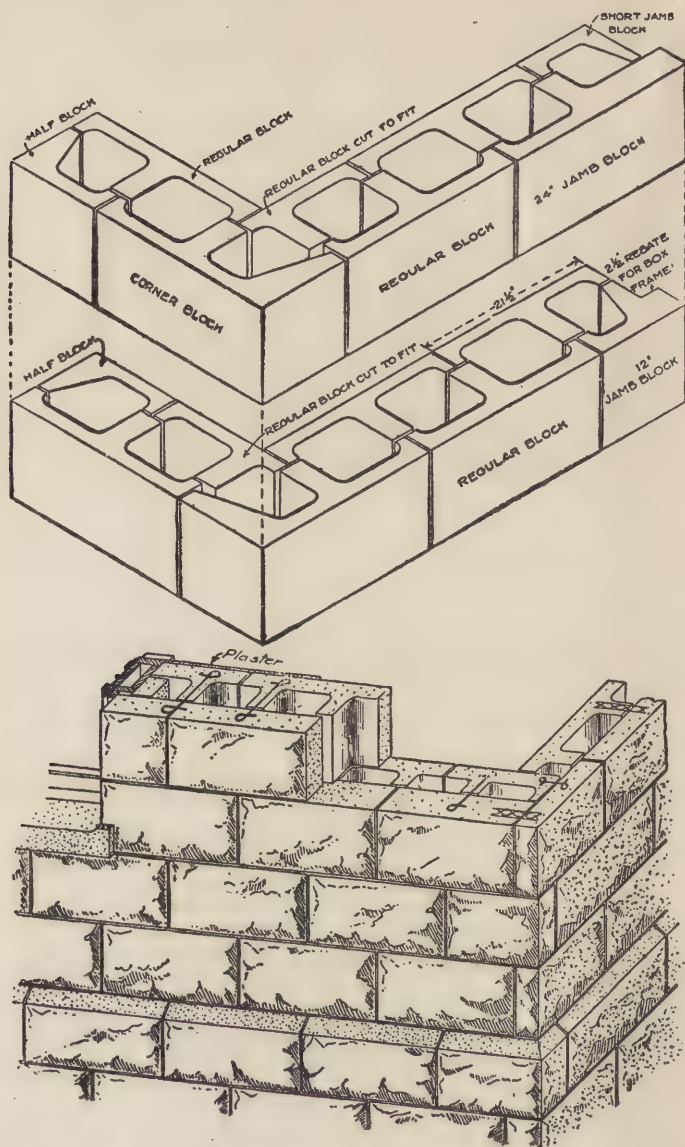 SHORT JAMB
BLOCK
HALF BLOCK
REGULAR BLOCK
REGULAR BLOCK CUT TO FIT
24" JAMB BLOCK
REGULAR BLOCK
CORNER BLOCK
2½" REBATE
FOR BOX
FRAME
21½"
HALF BLOCK
REGULAR BLOCK CUT TO FIT
12"
JAMB BLOCK
REGULAR BLOCK
Plaster